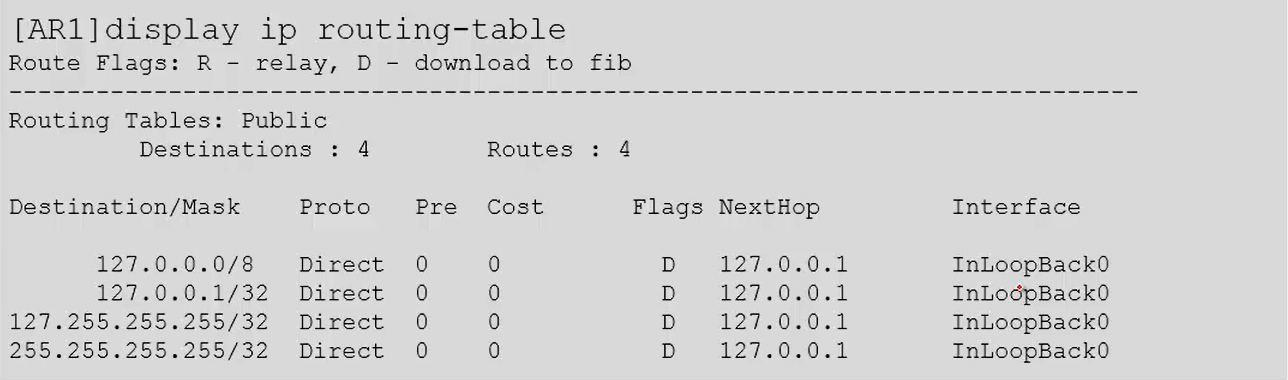 [AR1]display ip routing-table
Route Flags: R - relay, D - download to fib
------------------------------------------------------------------------------
Routing Tables: Public
         Destinations : 4        Routes : 4
Destination/Mask    Proto   Pre  Cost      Flags NextHop         Interface
      127.0.0.0/8   Direct  0    0           D   127.0.0.1       InLoopBack0
      127.0.0.1/32  Direct  0    0           D   127.0.0.1       InLoopBack0
127.255.255.255/32  Direct  0    0           D   127.0.0.1       InLoopBack0
255.255.255.255/32  Direct  0    0           D   127.0.0.1       InLoopBack0